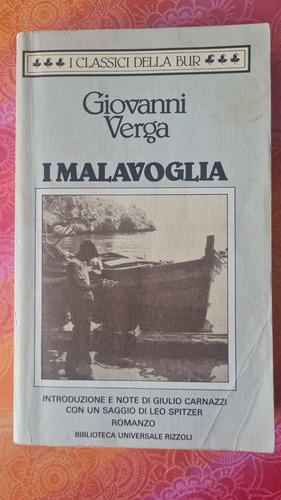 I CLASSICI DELLA BUR
Giovanni
Verga
I MALAVOGLIA
INTRODUZIONE E NOTE DI GIULIO CARNAZZI
CON UN SAGGIO DI LEO SPITZER
ROMANZO
BIBLIOTECA UNIVERSALE RIZZOLI